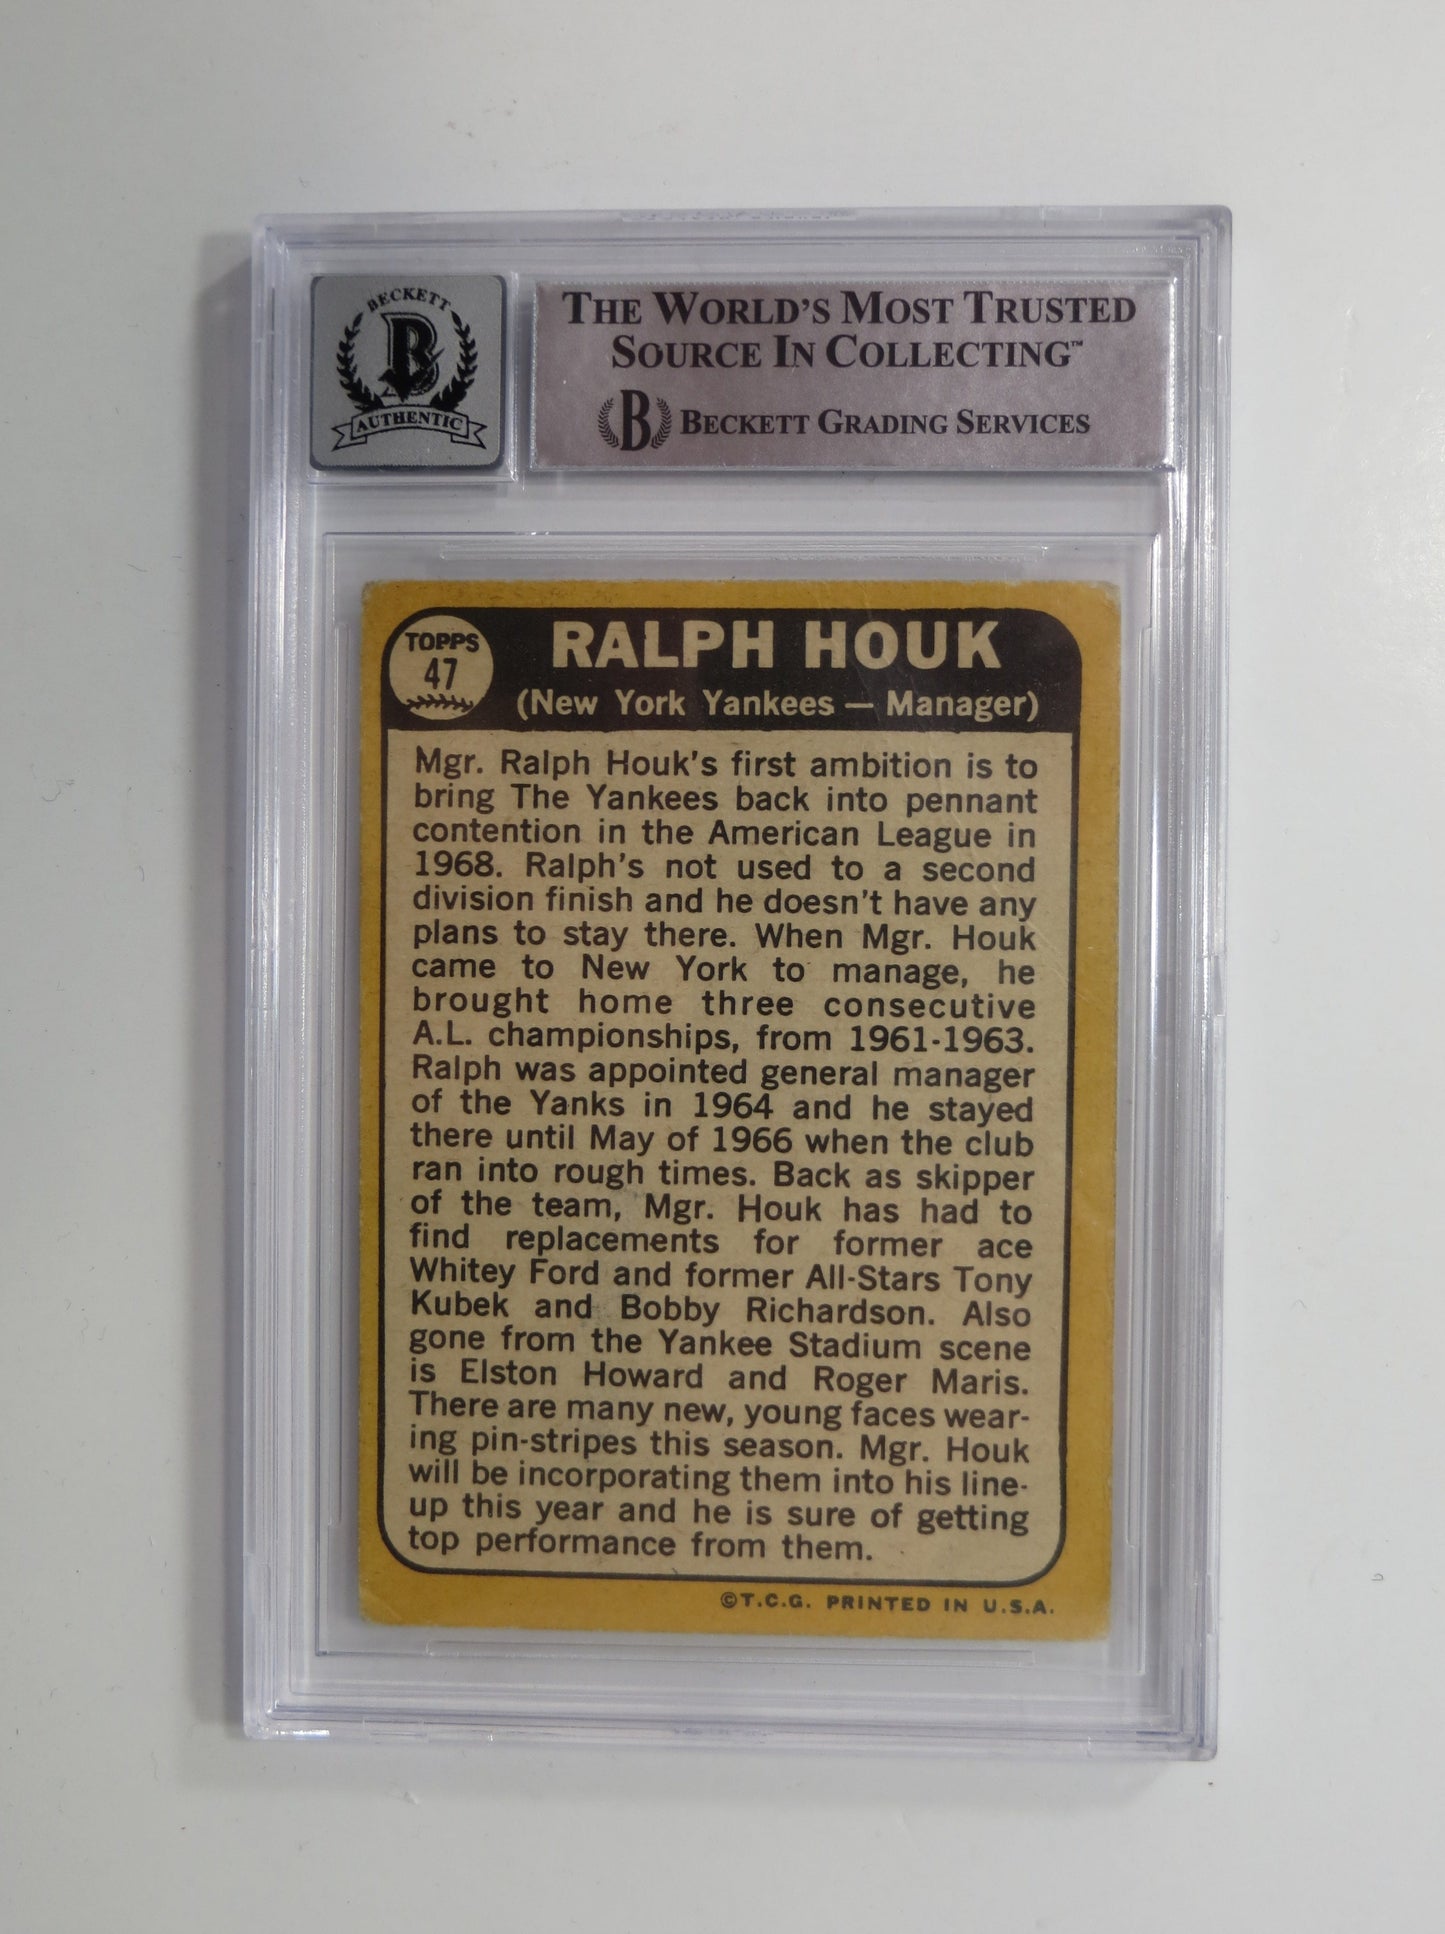 BECKETT
B
AUTHENTIC
THE WORLD'S MOST TRUSTED
SOURCE IN COLLECTING™
B BECKETT GRADING SERVICES
TOPPS
47
RALPH HOUK
(New York Yankees — Manager)
Mgr. Ralph Houk's first ambition is to
bring The Yankees back into pennant
contention in the American League in
1968. Ralph's not used to a second
division finish and he doesn't have any
plans to stay there. When Mgr. Houk
came to New York to manage, he
brought home three consecutive
A.L. championships, from 1961-1963.
Ralph was appointed general manager
of the Yanks in 1964 and he stayed
there until May of 1966 when the club
ran into rough times. Back as skipper
of the team, Mgr. Houk has had to
find replacements for former ace
Whitey Ford and former All-Stars Tony
Kubek and Bobby Richardson. Also
gone from the Yankee Stadium scene
is Elston Howard and Roger Maris.
There are many new, young faces wear-
ing pin-stripes this season. Mgr. Houk
will be incorporating them into his line-
up this year and he is sure of getting
top performance from them.
©T.C.G. PRINTED IN U.S.A.